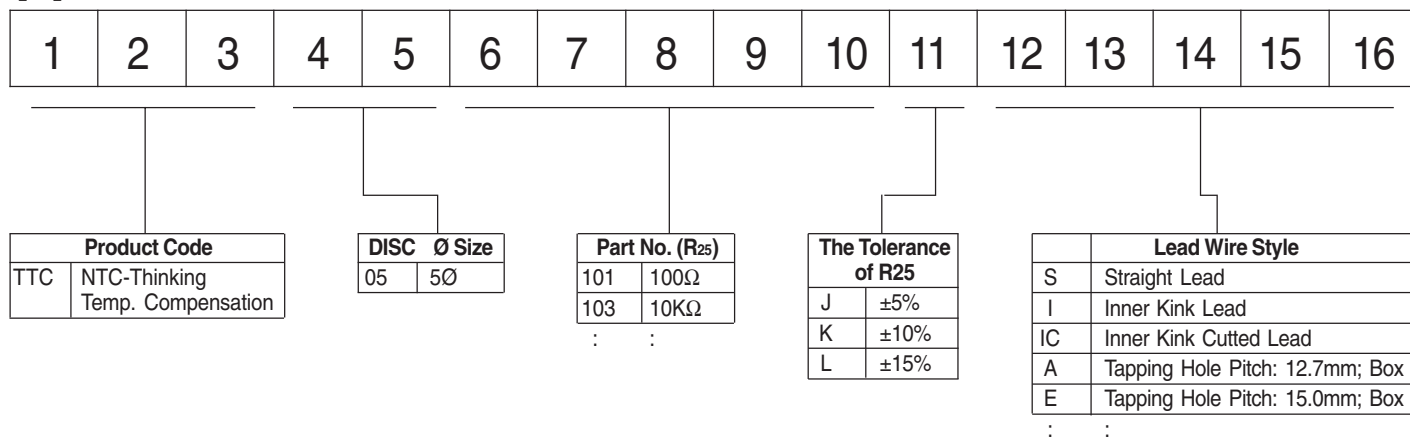 1 2 3 4 5 6 7 8 9 10 11 12 13 14 15 16
Product Code
TTC NTC-Thinking
Temp. Compensation
DISC Ø Size
05 5Ø
Part No. (R25)
101 100Ω
103 10KΩ
: :
The Tolerance
of R25
J ±5%
K ±10%
L ±15%
Lead Wire Style
S Straight Lead
I Inner Kink Lead
IC Inner Kink Cutted Lead
A Tapping Hole Pitch: 12.7mm; Box
E Tapping Hole Pitch: 15.0mm; Box
: :